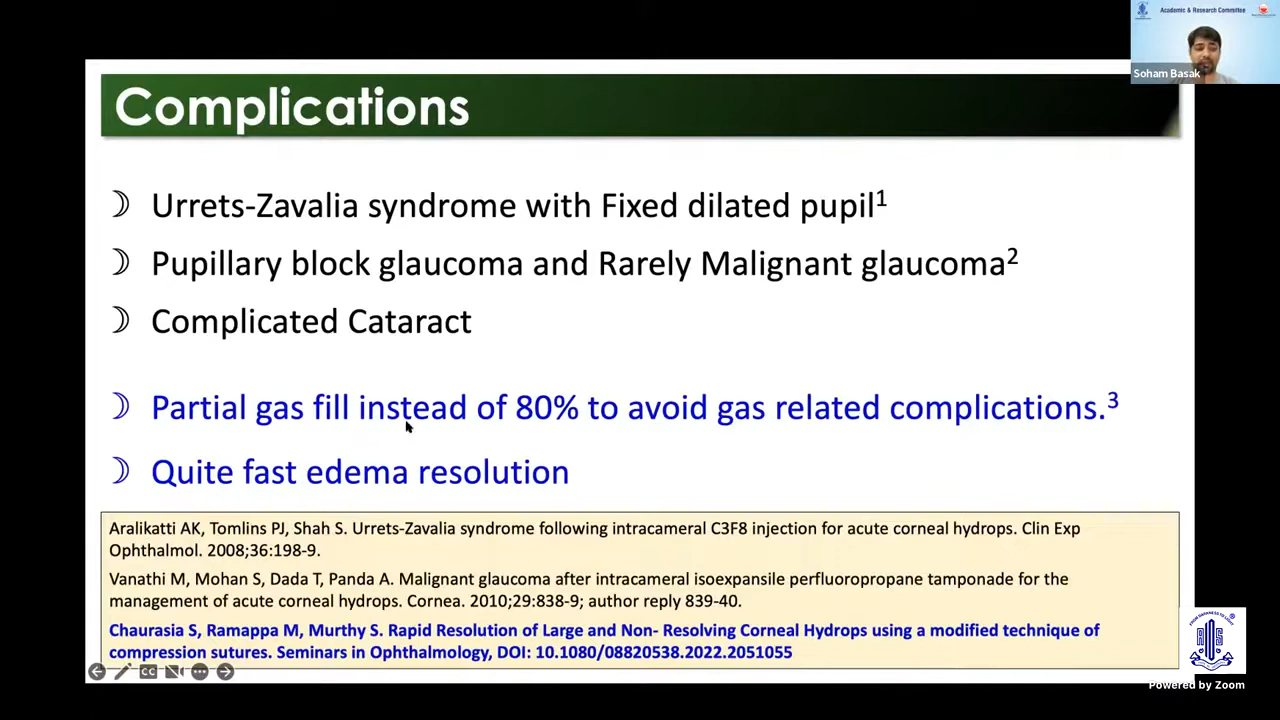 Academic & Research Committee
Soham Basak
Complications
Urrets-Zavalia syndrome with Fixed dilated pupil1
Pupillary block glaucoma and Rarely Malignant glaucoma2
Complicated Cataract
Partial gas fill instead of 80% to avoid gas related complications.3
Quite fast edema resolution
Aralikatti AK, Tomlins PJ, Shah S. Urrets-Zavalia syndrome following intracameral C3F8 injection for acute corneal hydrops. Clin Exp
Ophthalmol. 2008;36:198-9.
Vanathi M, Mohan S, Dada T, Panda A. Malignant glaucoma after intracameral isoexpansile perfluoropropane tamponade for the
management of acute corneal hydrops. Cornea. 2010;29:838-9; author reply 839-40.
Chaurasia S, Ramappa M, Murthy S. Rapid Resolution of Large and Non- Resolving Corneal Hydrops using a modified technique of
compression sutures. Seminars in Ophthalmology, DOI: 10.1080/08820538.2022.2051055
CC
Powered by Zoom